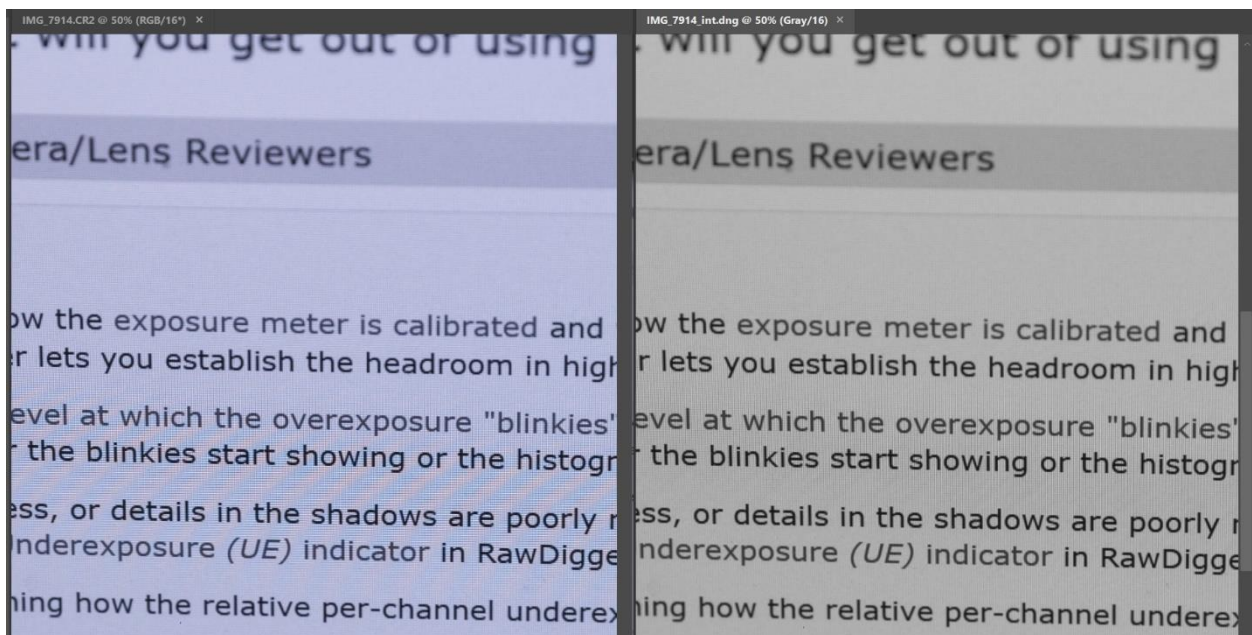 IMG_7914.CR2 @ 50% (RGB/16*) ×
will you get out of using
era/Lens Reviewers
ow the exposure meter is calibrated and
r lets you establish the headroom in high
evel at which the overexposure "blinkies"
r the blinkies start showing or the histogr
ess, or details in the shadows are poorly r
nderexposure (UE) indicator in RawDigge
ning how the relative per-channel underex
IMG_7914_int.dng @ 50% (Gray/16) ×
will you get out of using
era/Lens Reviewers
ow the exposure meter is calibrated and
r lets you establish the headroom in high
evel at which the overexposure "blinkies"
the blinkies start showing or the histogr
ess, or details in the shadows are poorly r
nderexposure (UE) indicator in RawDigge
ning how the relative per-channel underex